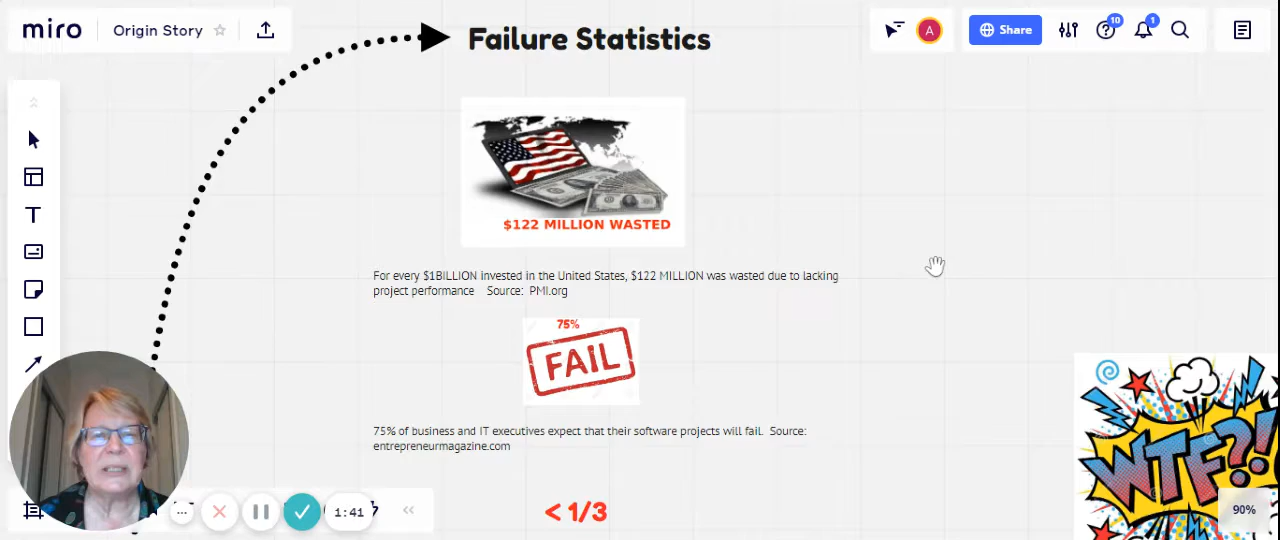 miro
Origin Story
Failure Statistics
A
Share
10
1
$122 MILLION WASTED
For every $1BILLION invested in the United States, $122 MILLION was wasted due to lacking
project performance    Source:  PMI.org
75%
FAIL
75% of business and IT executives expect that their software projects will fail.  Source:
entrepreneurmagazine.com
WTF?!
1:41
< 1/3
90%